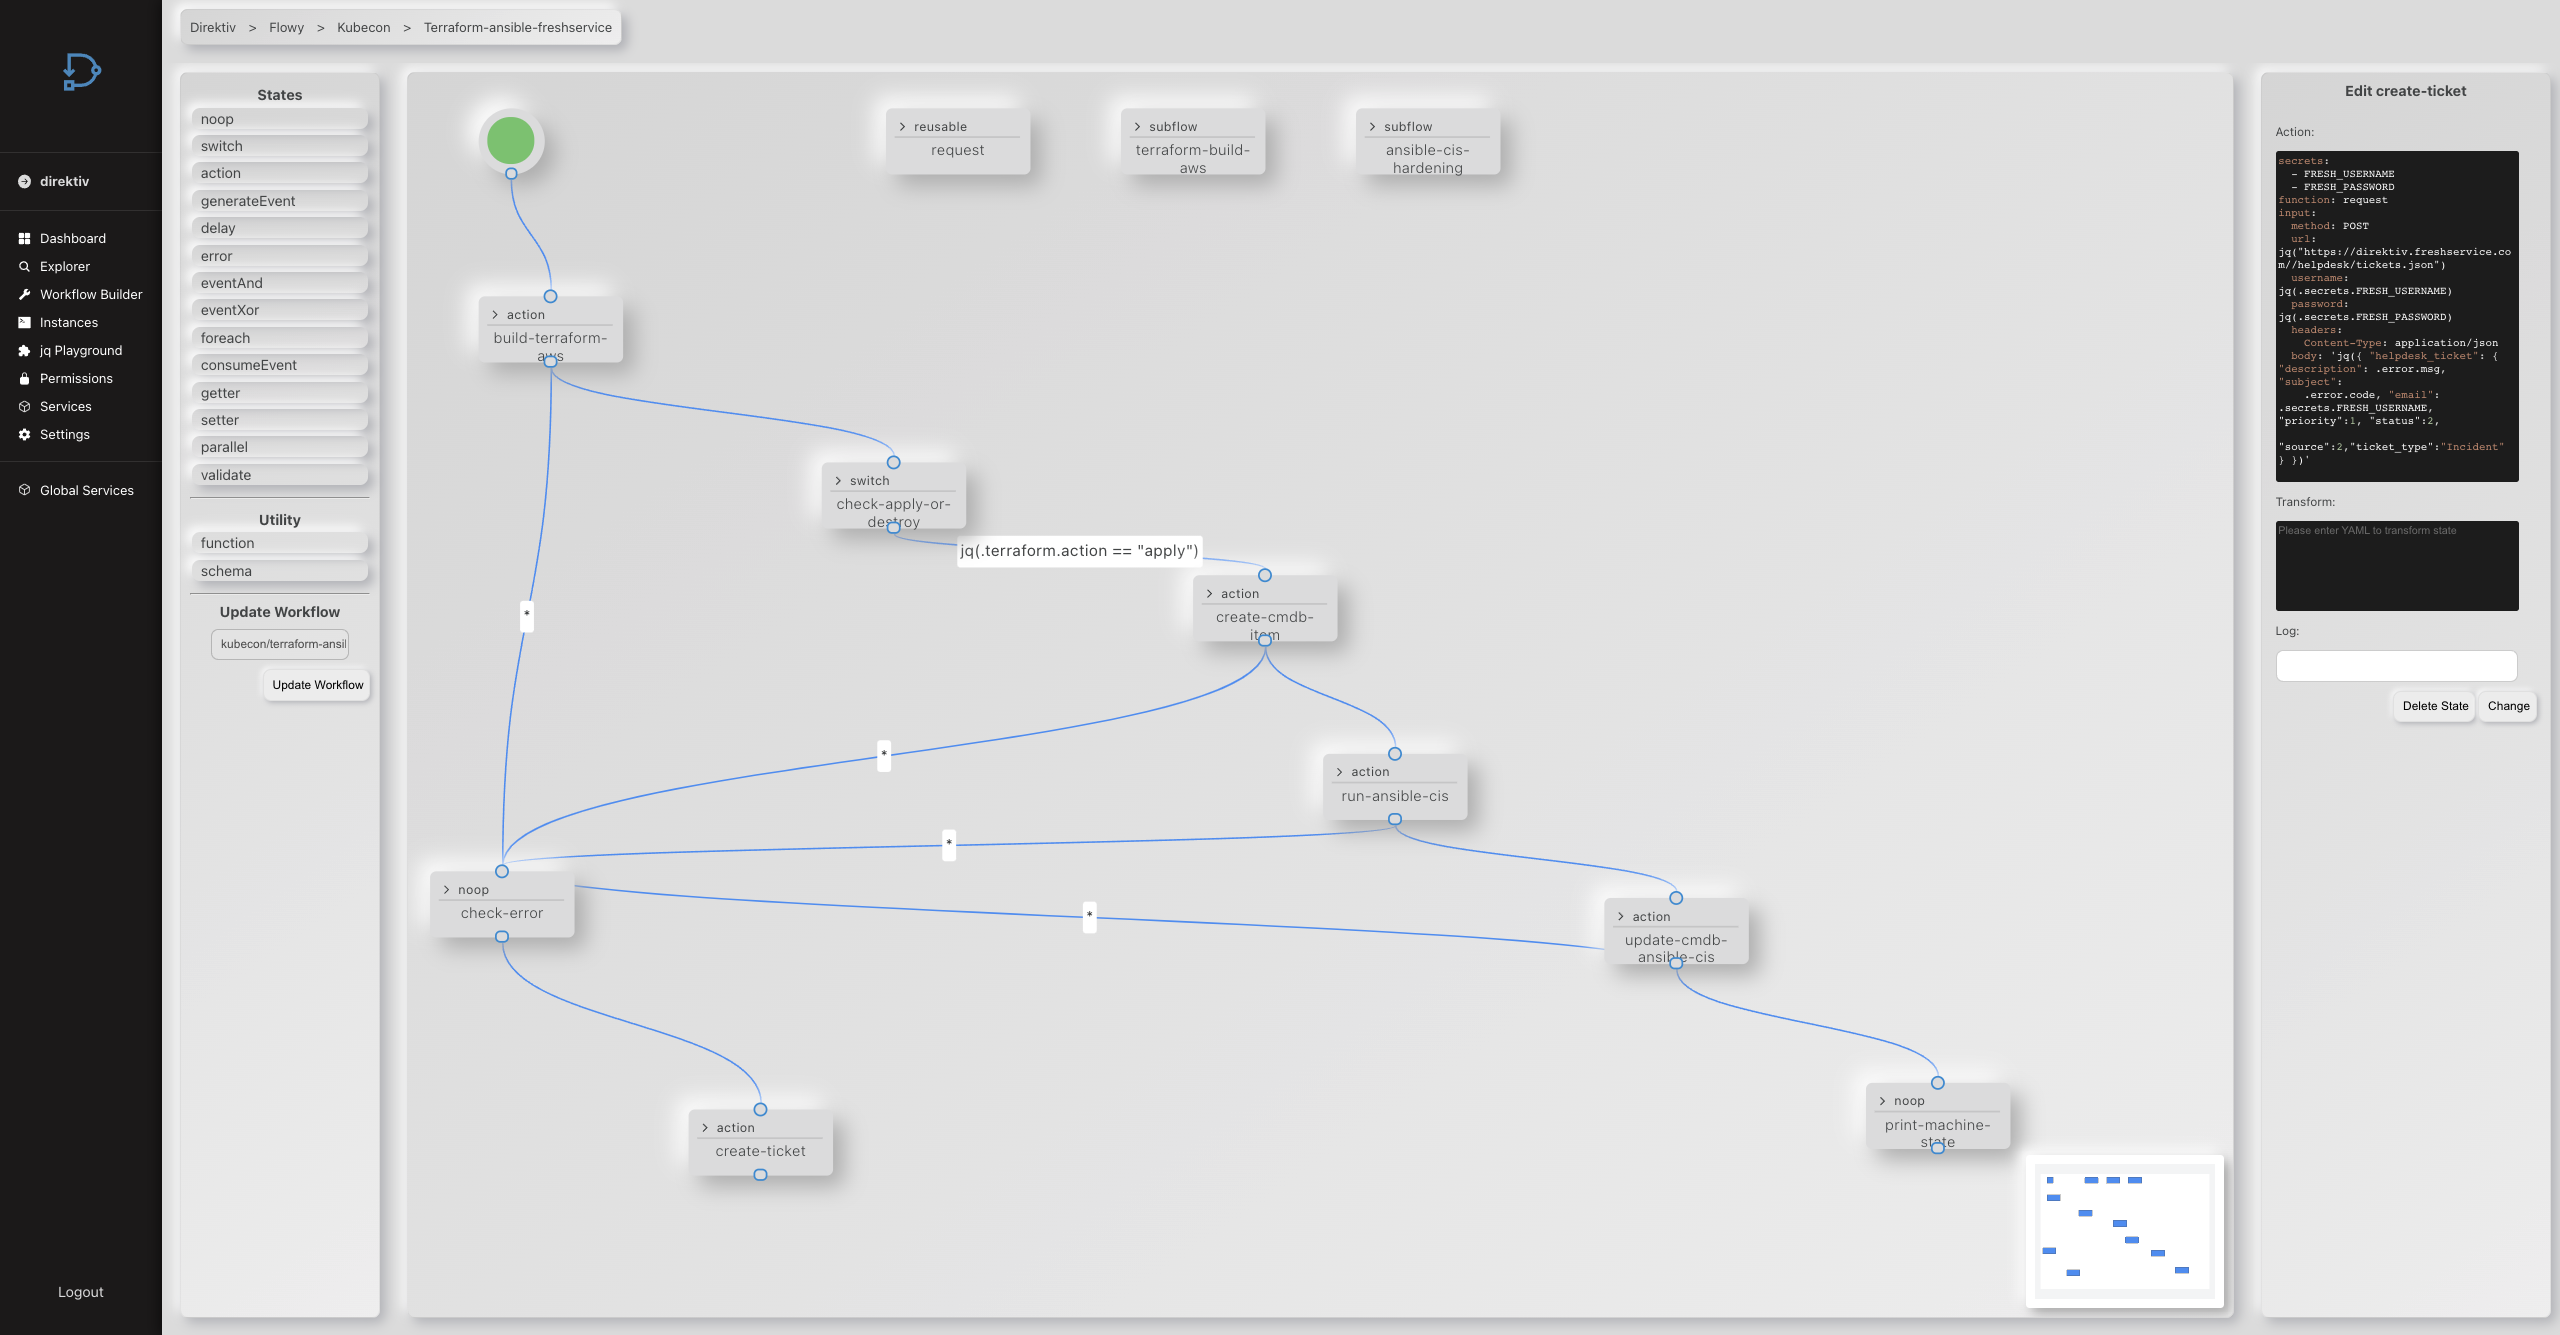 Direktiv > Flowy > Kubecon > Terraform-ansible-freshservice
direktiv
Dashboard
Explorer
Workflow Builder
Instances
jq Playground
Permissions
Services
Settings
Global Services
Logout
States
noop
switch
action
generateEvent
delay
error
eventAnd
eventXor
foreach
consumeEvent
getter
setter
parallel
validate
Utility
function
schema
Update Workflow
kubecon/terraform-ansil
Update Workflow
reusable
request
subflow
terraform-build-
aws
subflow
ansible-cis-
hardening
action
build-terraform-
aws
switch
check-apply-or-
destroy
jq(.terraform.action == "apply")
action
create-cmdb-
item
*
*
action
run-ansible-cis
*
noop
check-error
*
action
update-cmdb-
ansible-cis
noop
print-machine-
state
action
create-ticket
Edit create-ticket
Action:
secrets:
- FRESH_USERNAME
- FRESH_PASSWORD
function: request
input:
method: POST
url:
jq("https://direktiv.freshservice.co
m//helpdesk/tickets.json")
username:
jq(.secrets.FRESH_USERNAME)
password:
jq(.secrets.FRESH_PASSWORD)
headers:
Content-Type: application/json
body: 'jq({ "helpdesk_ticket": {
"description": .error.msg,
"subject":
.error.code, "email":
.secrets.FRESH_USERNAME,
"priority":1, "status":2,
"source":2,"ticket_type":"Incident"
} })'
Transform:
Please enter YAML to transform state
Log:
Delete State
Change